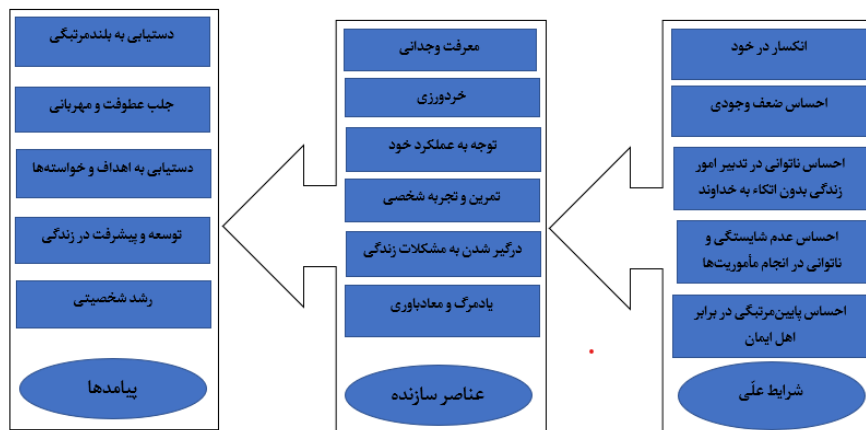 انکسار در خود
احساس ضعف وجودی
احساس ناتوانی در تدبیر امور
زندگی بدون اتکاء به خداوند
احساس عدم شایستگی و
ناتوانی در انجام مأموریت‌ها
احساس پایین‌مرتبگی در برابر
اهل ایمان
شرایط علّی
معرفت وجدانی
خردورزی
توجه به عملکرد خود
تمرین و تجربه شخصی
درگیر شدن به مشکلات زندگی
یادمرگ و معادباوری
عناصر سازنده
دستیابی به بلندمرتبگی
جلب عطوفت و مهربانی
دستیابی به اهداف و خواسته‌ها
توسعه و پیشرفت در زندگی
رشد شخصیتی
پیامدها